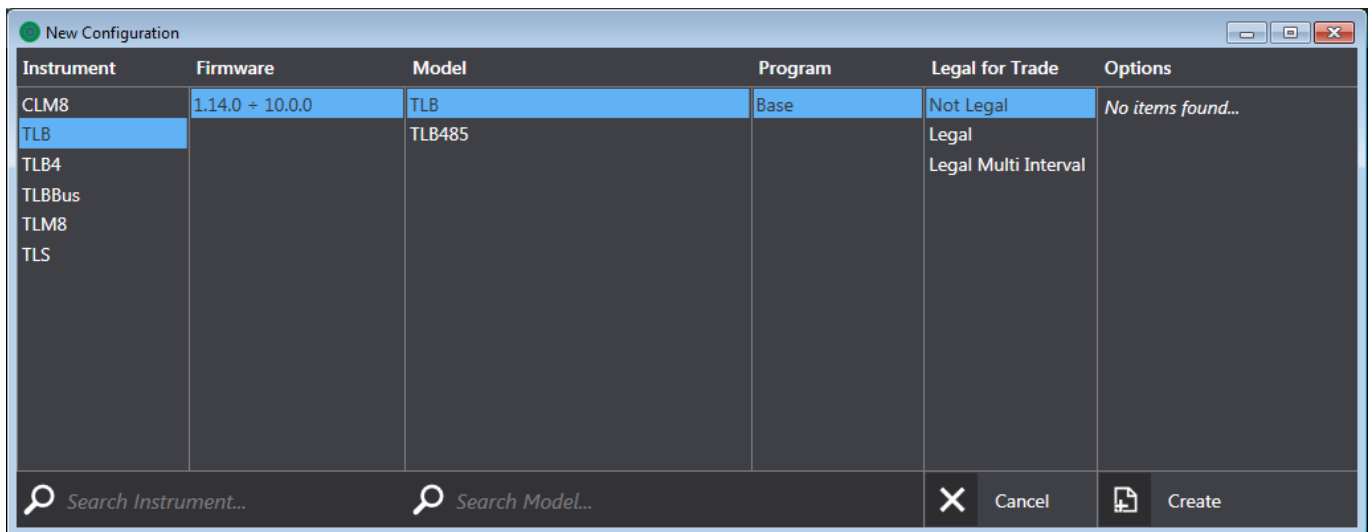 New Configuration
Instrument Firmware Model Program Legal for Trade Options
CLM8 1.14.0 ÷ 10.0.0 TLB Base Not Legal No items found...
TLB TLB485 Legal
TLB4 Legal Multi Interval
TLBBus
TLM8
TLS
Search Instrument... Search Model... Cancel Create